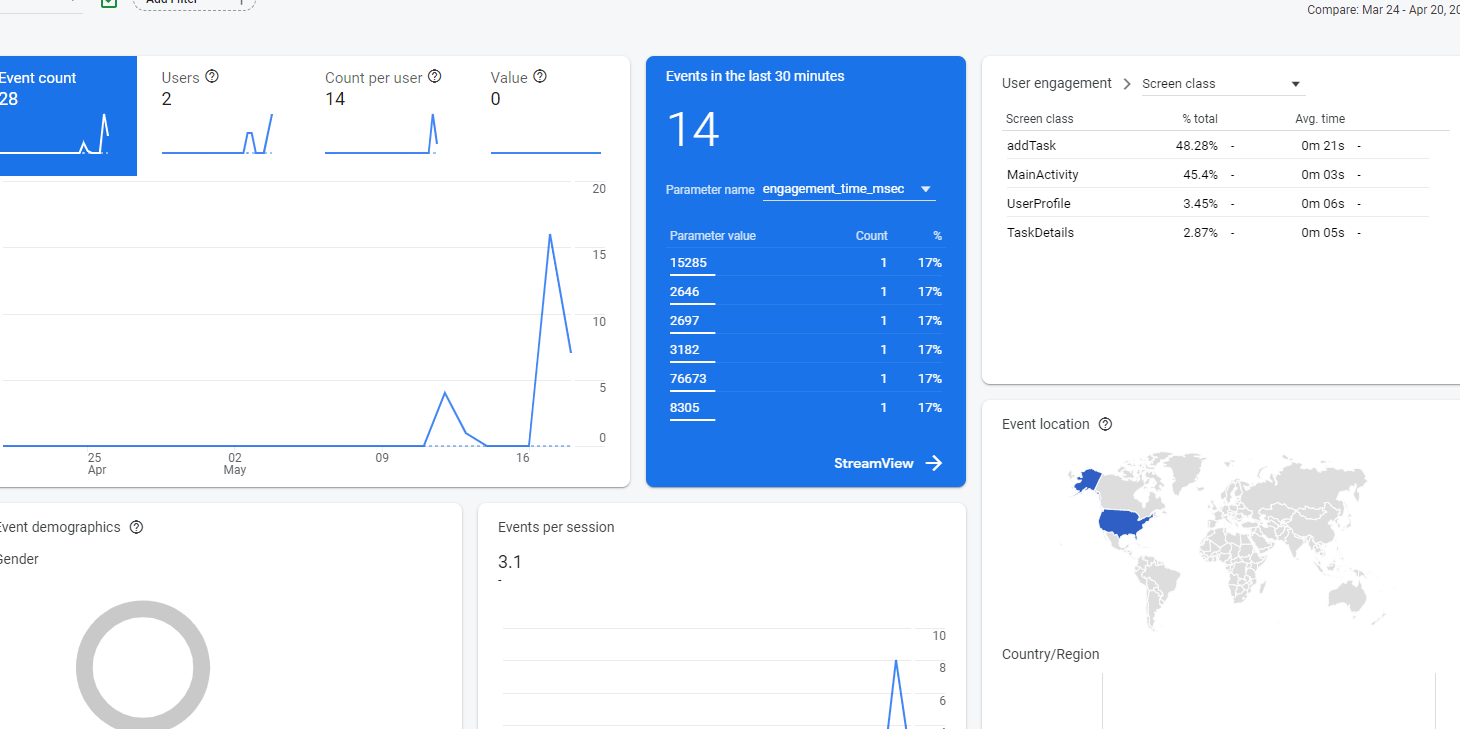 Add Filter +
Compare: Mar 24 - Apr 20, 20
Event count
28
Users
2
Count per user
14
Value
0
20
15
10
5
0
25
Apr
02
May
09
16
Events in the last 30 minutes
14
Parameter name engagement_time_msec
Parameter value Count %
15285 1 17%
2646 1 17%
2697 1 17%
3182 1 17%
76673 1 17%
8305 1 17%
StreamView
User engagement Screen class
Screen class % total Avg. time
addTask 48.28% - 0m 21s -
MainActivity 45.4% - 0m 03s -
UserProfile 3.45% - 0m 06s -
TaskDetails 2.87% - 0m 05s -
Event location
Country/Region
Event demographics
Gender
Events per session
3.1
-
10
8
6